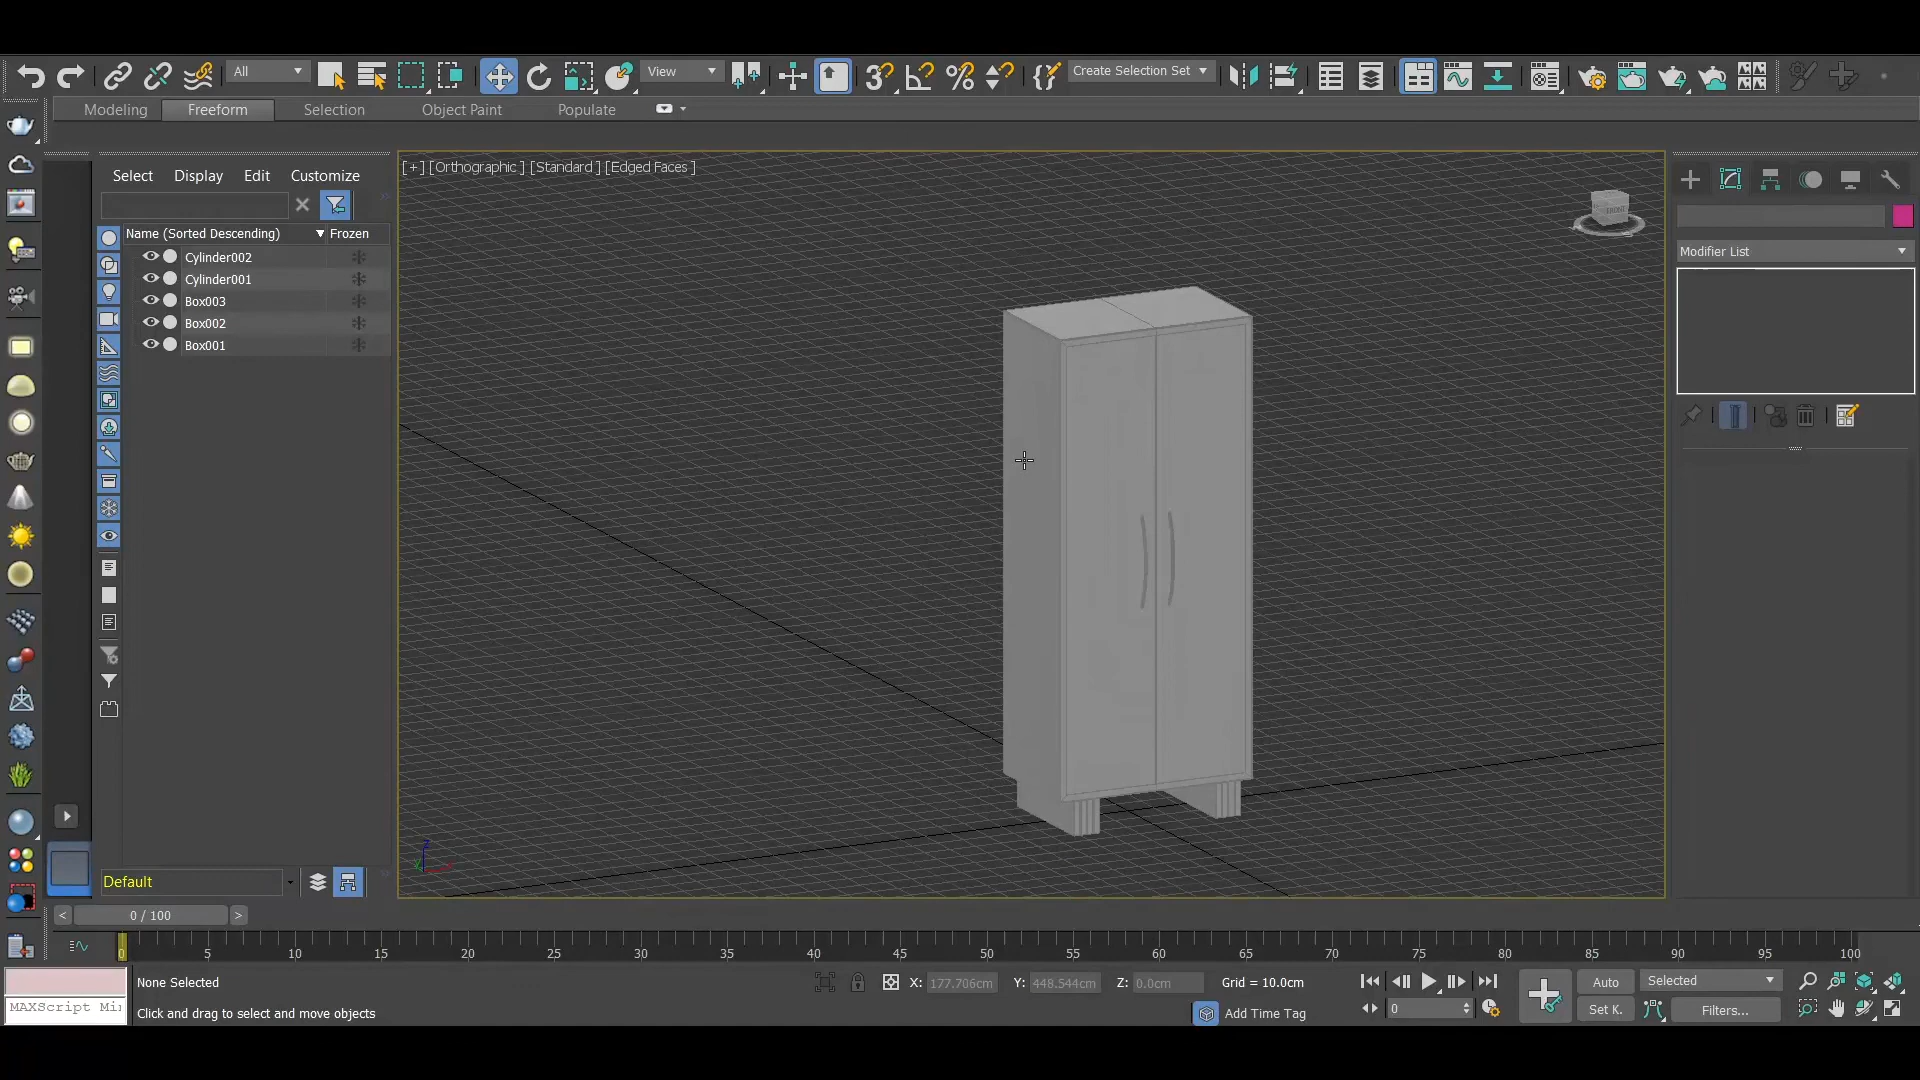 All
View
Create Selection Set
Modeling
Freeform
Selection
Object Paint
Populate
Select
Display
Edit
Customize
[+] [Orthographic ] [Standard ] [Edged Faces ]
FRONT
Name (Sorted Descending)
Frozen
Modifier List
Cylinder002
Cylinder001
Box003
Box002
Box001
Z
Y
Default
< 0 / 100 >
0 5 10 15 20 25 30 35 40 45 50 55 60 65 70 75 80 85 90 95 100
None Selected
X: 177.706cm Y: 448.544cm Z: 0.0cm Grid = 10.0cm
Auto
Selected
MAXScript Mi
Click and drag to select and move objects
Add Time Tag
0
Set K.
Filters...